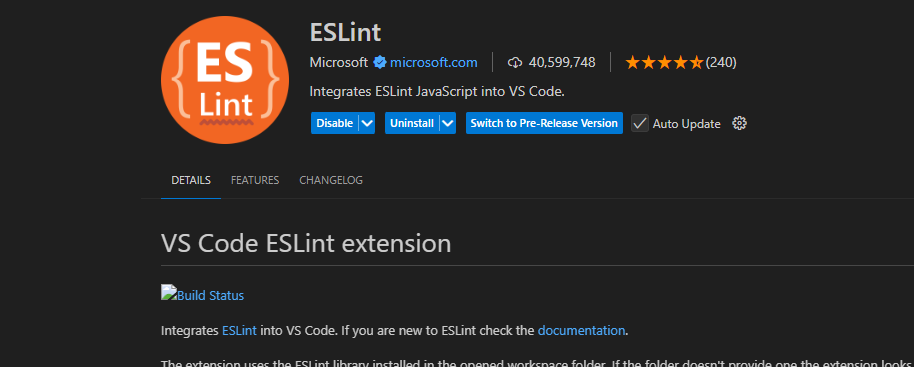 ES
Lint
ESLint
Microsoft microsoft.com 40,599,748 (240)
Integrates ESLint JavaScript into VS Code.
Disable Uninstall Switch to Pre-Release Version Auto Update
DETAILS FEATURES CHANGELOG
VS Code ESLint extension
Build Status
Integrates ESLint into VS Code. If you are new to ESLint check the documentation.
The extension uses the ESLint library installed in the opened workspace folder. If the folder doesn't provide one the extension looks